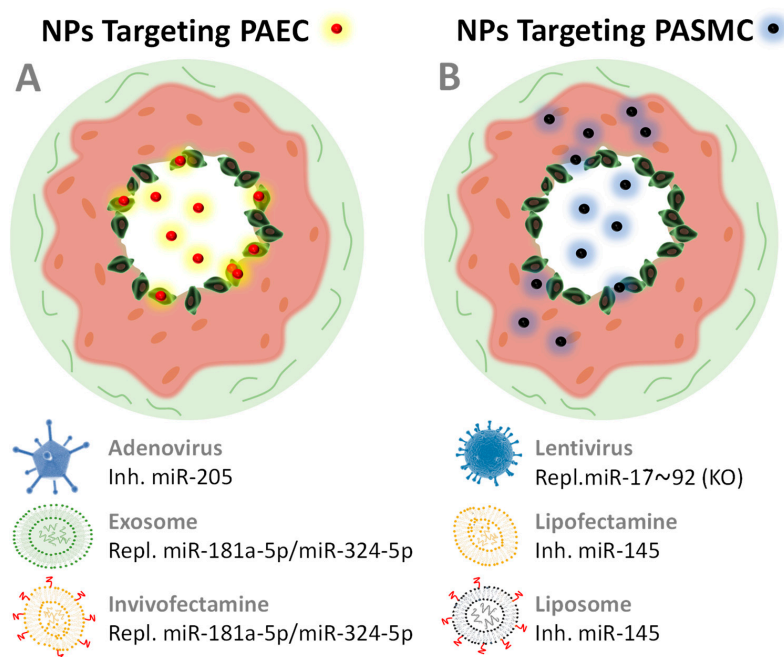 NPs Targeting PAEC
NPs Targeting PASMC
A
B
Adenovirus
Inh. miR-205
Exosome
Repl. miR-181a-5p/miR-324-5p
Invivofectamine
Repl. miR-181a-5p/miR-324-5p
Lentivirus
Repl.miR-17~92 (KO)
Lipofectamine
Inh. miR-145
Liposome
Inh. miR-145